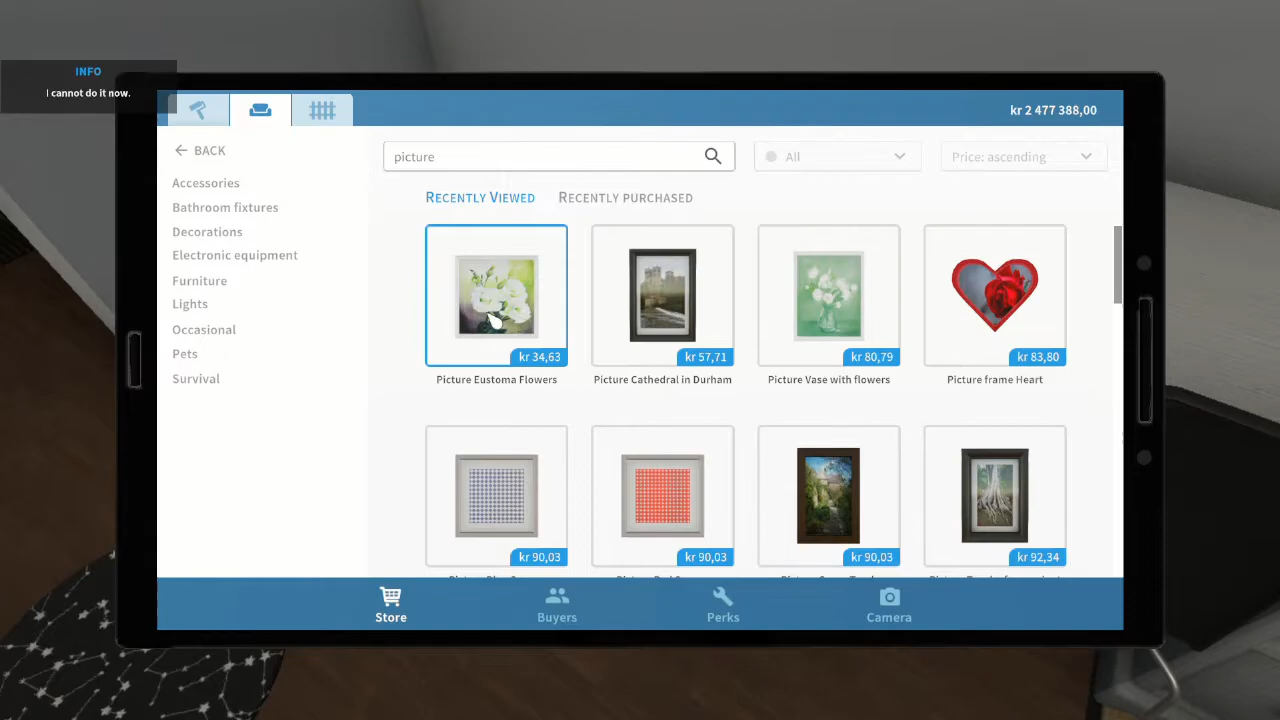 INFO
I cannot do it now.
kr 2 477 388,00
BACK
picture
All
Price: ascending
Accessories
Bathroom fixtures
Decorations
Electronic equipment
Furniture
Lights
Occasional
Pets
Survival
RECENTLY VIEWED
RECENTLY PURCHASED
kr 34,63
kr 57,71
kr 80,79
kr 83,80
Picture Eustoma Flowers
Picture Cathedral in Durham
Picture Vase with flowers
Picture frame Heart
kr 90,03
kr 90,03
kr 90,03
kr 92,34
Store
Buyers
Perks
Camera